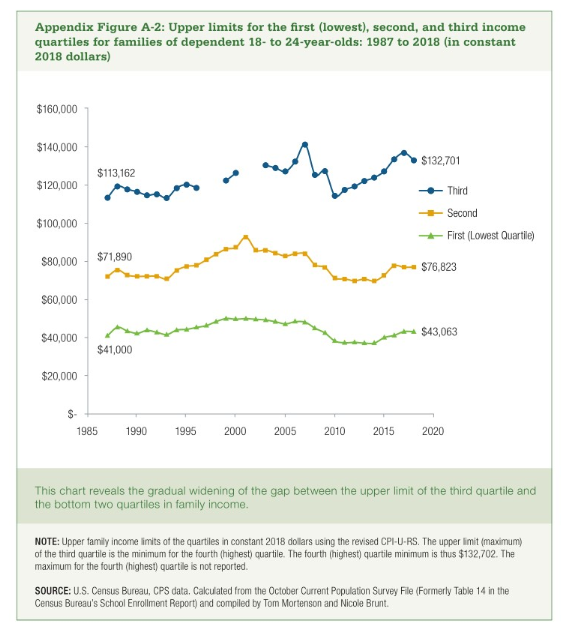 Appendix Figure A-2: Upper limits for the first (lowest), second, and third income
quartiles for families of dependent 18- to 24-year-olds: 1987 to 2018 (in constant
2018 dollars)
$160,000
$140,000
$120,000
$100,000
$80,000
$60,000
$40,000
$20,000
$-
$113,162
$132,701
Third
Second
First (Lowest Quartile)
$71,890
$76,823
$41,000
$43,063
1985
1990
1995
2000
2005
2010
2015
2020
This chart reveals the gradual widening of the gap between the upper limit of the third quartile and
the bottom two quartiles in family income.
NOTE: Upper family income limits of the quartiles in constant 2018 dollars using the revised CPI-U-RS. The upper limit (maximum)
of the third quartile is the minimum for the fourth (highest) quartile. The fourth (highest) quartile minimum is thus $132,702. The
maximum for the fourth (highest) quartile is not reported.
SOURCE: U.S. Census Bureau, CPS data. Calculated from the October Current Population Survey File (Formerly Table 14 in the
Census Bureau's School Enrollment Report) and compiled by Tom Mortenson and Nicole Brunt.